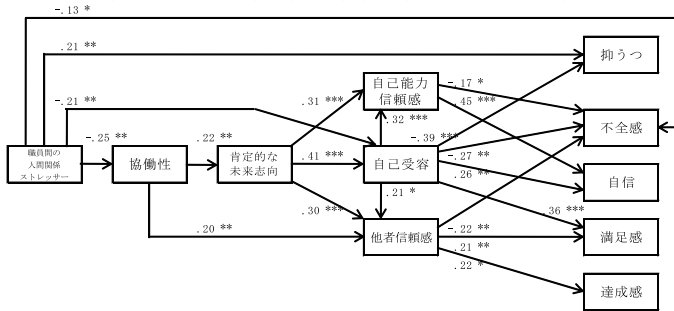 -.13 *
.21 **
抑うつ
自己能力
信頼感
-.17 *
.31 ***
.45 ***
-.21 **
.32 ***
不全感
-.39 ***
-.25 **
.22 **
職員間の
人間関係
ストレッサー
協働性
肯定的な
未来志向
.41 ***
自己受容
-.27 **
.26 **
自信
.21 *
.30 ***
.36 ***
.20 **
他者信頼感
-.22 **
満足感
.21 **
.22 *
達成感